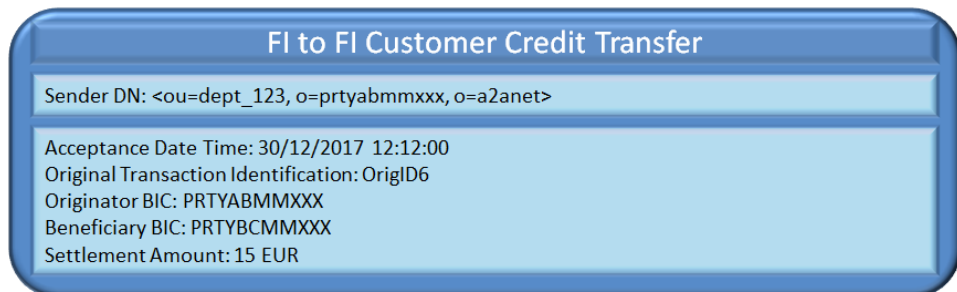 FI to FI Customer Credit Transfer
Sender DN: <ou=dept_123, o=prtyabmmxxx, o=a2anet>
Acceptance Date Time: 30/12/2017 12:12:00
Original Transaction Identification: OrigID6
Originator BIC: PRTYABMMXXX
Beneficiary BIC: PRTYBCMMXXX
Settlement Amount: 15 EUR